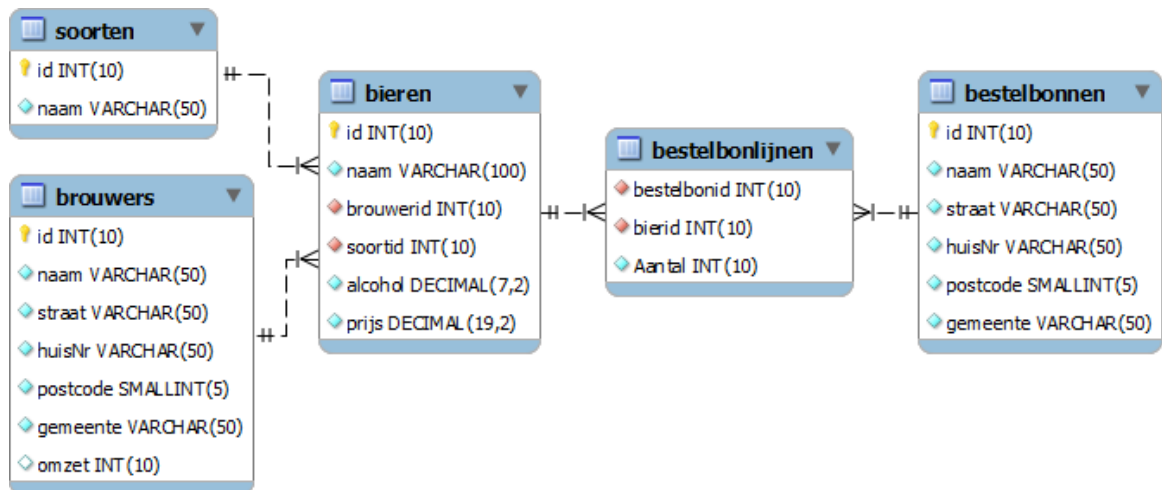 soorten
id INT(10)
naam VARCHAR(50)
brouwers
id INT(10)
naam VARCHAR(50)
straat VARCHAR(50)
huisNr VARCHAR(50)
postcode SMALLINT(5)
gemeente VARCHAR(50)
omzet INT(10)
bieren
id INT(10)
naam VARCHAR(100)
brouwerid INT(10)
soortid INT(10)
alcohol DECIMAL(7,2)
prijs DECIMAL(19,2)
bestelbonlijnen
bestelbonid INT(10)
bierid INT(10)
Aantal INT(10)
bestelbonnen
id INT(10)
naam VARCHAR(50)
straat VARCHAR(50)
huisNr VARCHAR(50)
postcode SMALLINT(5)
gemeente VARCHAR(50)